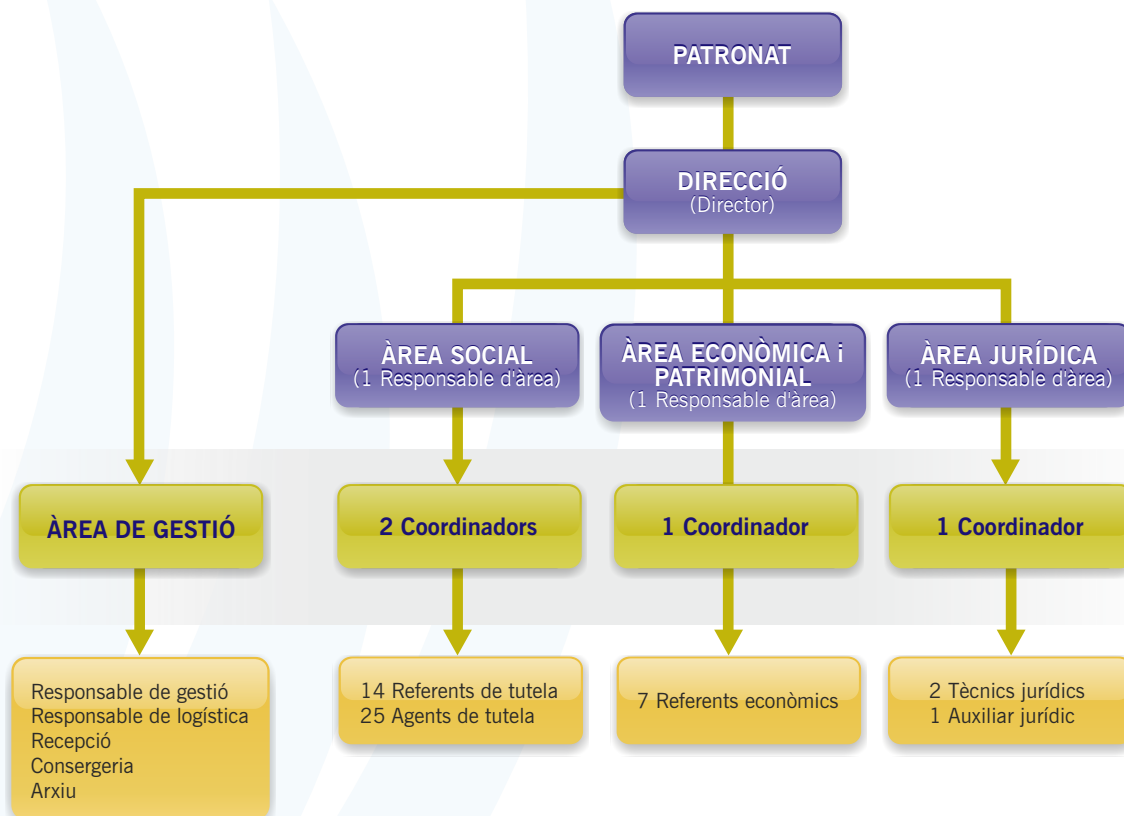 PATRONAT
DIRECCIÓ
(Director)
ÀREA SOCIAL
(1 Responsable d'àrea)
ÀREA ECONÒMICA i
PATRIMONIAL
(1 Responsable d'àrea)
ÀREA JURÍDICA
(1 Responsable d'àrea)
ÀREA DE GESTIÓ
2 Coordinadors
1 Coordinador
1 Coordinador
Responsable de gestió
Responsable de logística
Recepció
Consergeria
Arxiu
14 Referents de tutela
25 Agents de tutela
7 Referents econòmics
2 Tècnics jurídics
1 Auxiliar jurídic